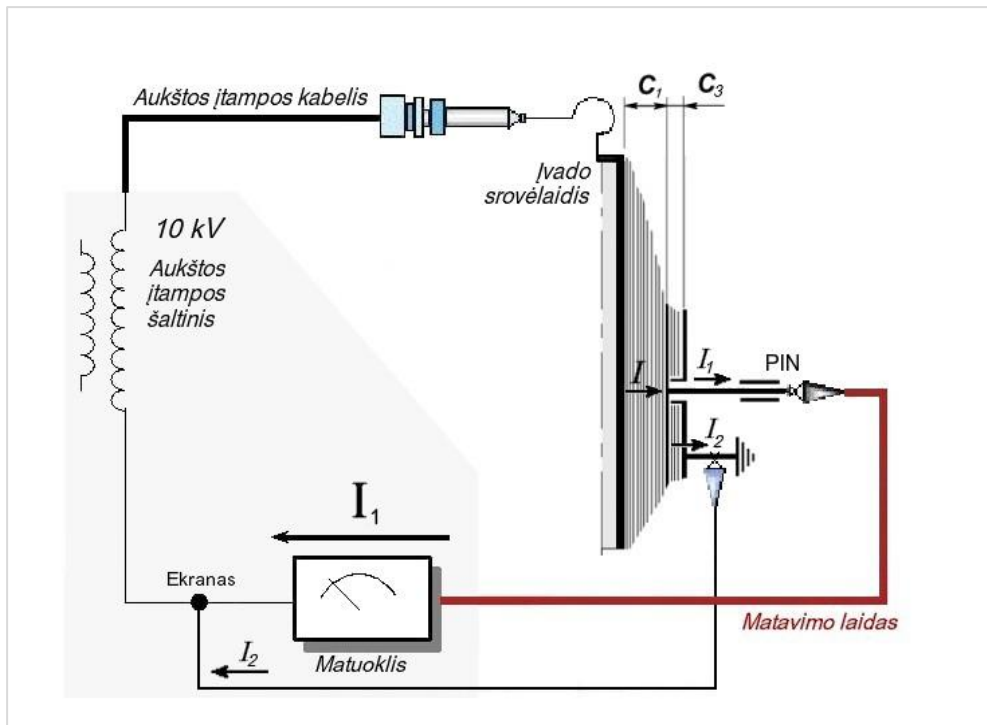 Aukštos įtampos kabelis
C₁
C₃
Įvado
srovėlaidis
10 kV
Aukštos
įtampos
šaltinis
I
I₁
PIN
I₂
I₁
Ekranas
Matavimo laidas
I₂
Matuoklis